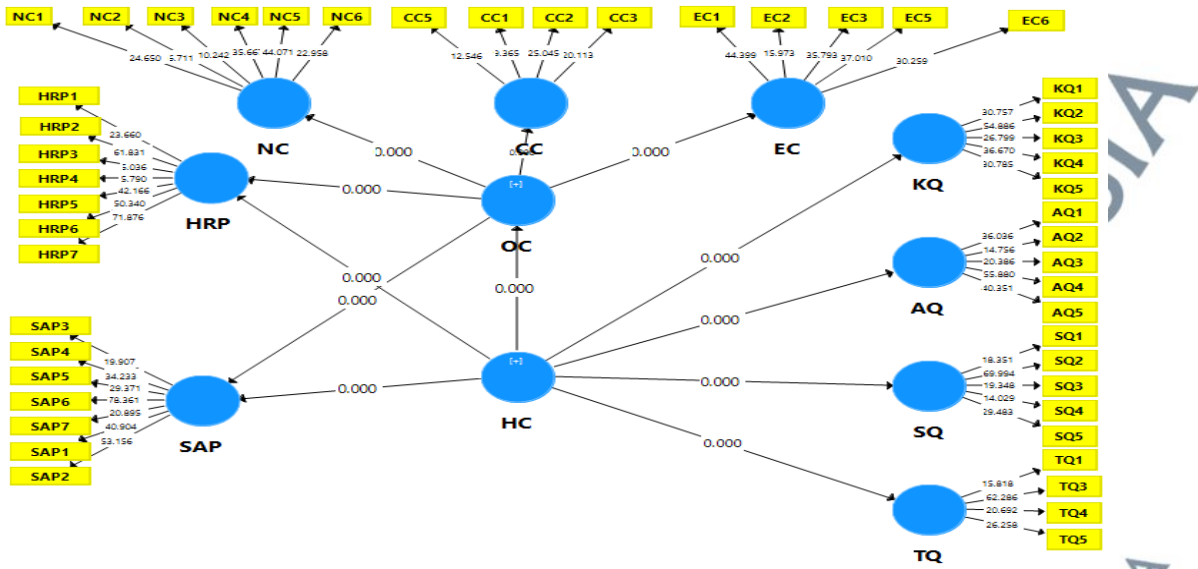 NC1 NC2 NC3 NC4 NC5 NC6 CC5 CC1 CC2 CC3 EC1 EC2 EC3 EC5 EC6
24.650 10.242 44.071 22.958
12.546 25.045 20.113
44.399 15.973 35.793 37.010 30.259
NC CC EC
0.000 0.000
HRP1
HRP2
HRP3
HRP4
HRP5
HRP6
HRP7
23.660
61.831
5.790
42.166
50.340
71.876
HRP
0.000
[+]
OC
0.000
0.000
0.000
SAP3
SAP4
SAP5
SAP6
SAP7
SAP1
SAP2
19.907
34.233
29.371
78.361
20.895
40.904
53.156
SAP
0.000
[+]
HC
0.000
0.000
0.000
0.000
KQ1
KQ2
KQ3
KQ4
KQ5
30.757
54.886
26.799
36.670
30.785
KQ
AQ1
AQ2
AQ3
AQ4
AQ5
36.036
14.756
20.386
55.880
40.351
AQ
SQ1
SQ2
SQ3
SQ4
SQ5
18.351
69.994
19.348
14.029
29.483
SQ
TQ1
TQ3
TQ4
TQ5
15.818
62.286
20.692
26.258
TQ